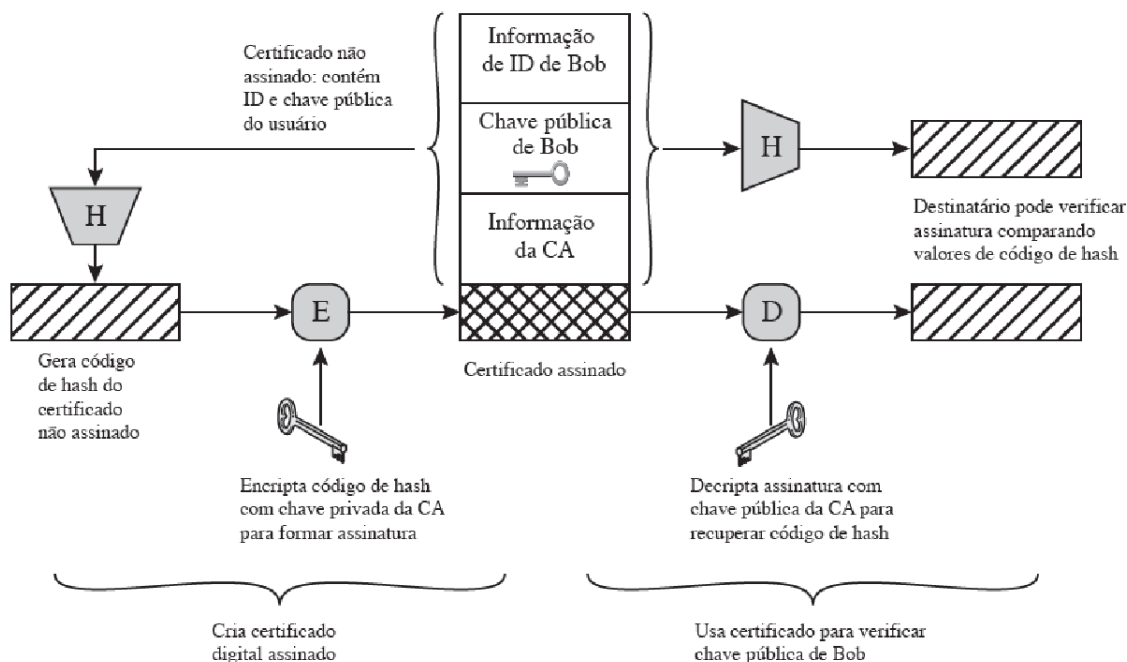 Certificado não
assinado: contém
ID e chave pública
do usuário
Informação
de ID de Bob
Chave pública
de Bob
Informação
da CA
H
H
Destinatário pode verificar
assinatura comparando
valores de código de hash
E
D
Gera código
de hash do
certificado
não assinado
Certificado assinado
Encripta código de hash
com chave privada da CA
para formar assinatura
Decripta assinatura com
chave pública da CA para
recuperar código de hash
Cria certificado
digital assinado
Usa certificado para verificar
chave pública de Bob